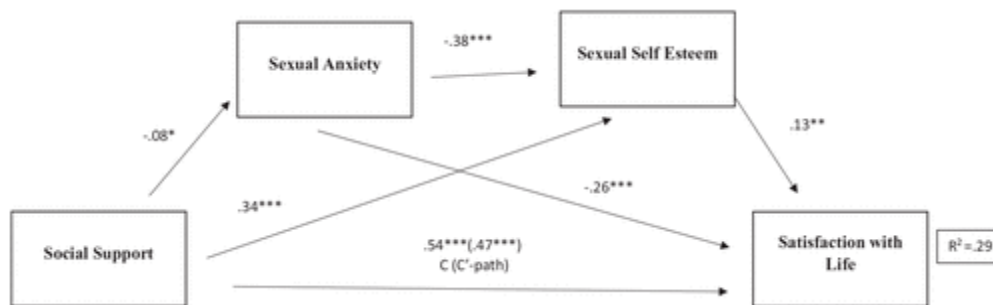 -.38***
Sexual Anxiety
Sexual Self Esteem
-.08*
.13**
.34***
-.26***
Social Support
.54***(.47***)
C (C'-path)
Satisfaction with
Life
R²=.29